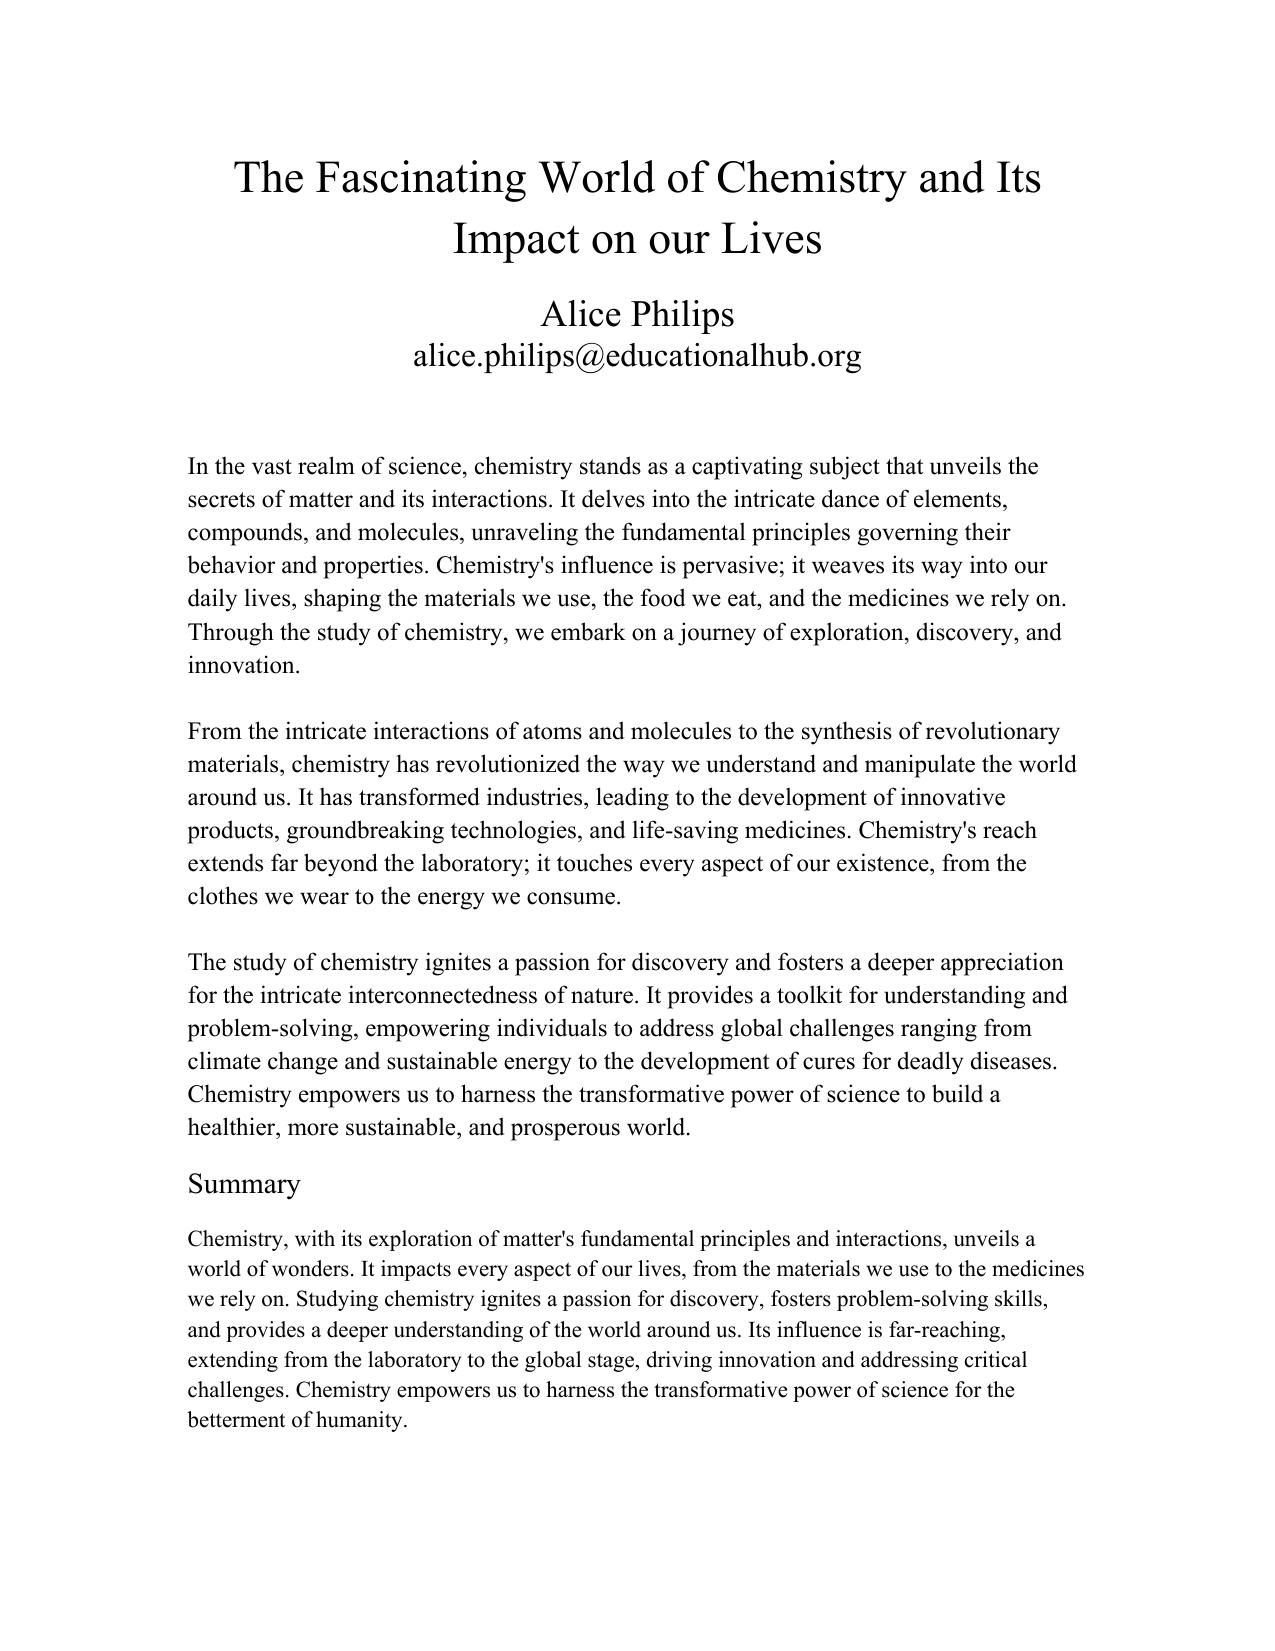 The Fascinating World of Chemistry and Its
Impact on our Lives
Alice Philips
alice.philips@educationalhub.org
In the vast realm of science, chemistry stands as a captivating subject that unveils the
secrets of matter and its interactions. It delves into the intricate dance of elements,
compounds, and molecules, unraveling the fundamental principles governing their
behavior and properties. Chemistry's influence is pervasive; it weaves its way into our
daily lives, shaping the materials we use, the food we eat, and the medicines we rely on.
Through the study of chemistry, we embark on a journey of exploration, discovery, and
innovation.
From the intricate interactions of atoms and molecules to the synthesis of revolutionary
materials, chemistry has revolutionized the way we understand and manipulate the world
around us. It has transformed industries, leading to the development of innovative
products, groundbreaking technologies, and life-saving medicines. Chemistry's reach
extends far beyond the laboratory; it touches every aspect of our existence, from the
clothes we wear to the energy we consume.
The study of chemistry ignites a passion for discovery and fosters a deeper appreciation
for the intricate interconnectedness of nature. It provides a toolkit for understanding and
problem-solving, empowering individuals to address global challenges ranging from
climate change and sustainable energy to the development of cures for deadly diseases.
Chemistry empowers us to harness the transformative power of science to build a
healthier, more sustainable, and prosperous world.
Summary
Chemistry, with its exploration of matter's fundamental principles and interactions, unveils a
world of wonders. It impacts every aspect of our lives, from the materials we use to the medicines
we rely on. Studying chemistry ignites a passion for discovery, fosters problem-solving skills,
and provides a deeper understanding of the world around us. Its influence is far-reaching,
extending from the laboratory to the global stage, driving innovation and addressing critical
challenges. Chemistry empowers us to harness the transformative power of science for the
betterment of humanity.